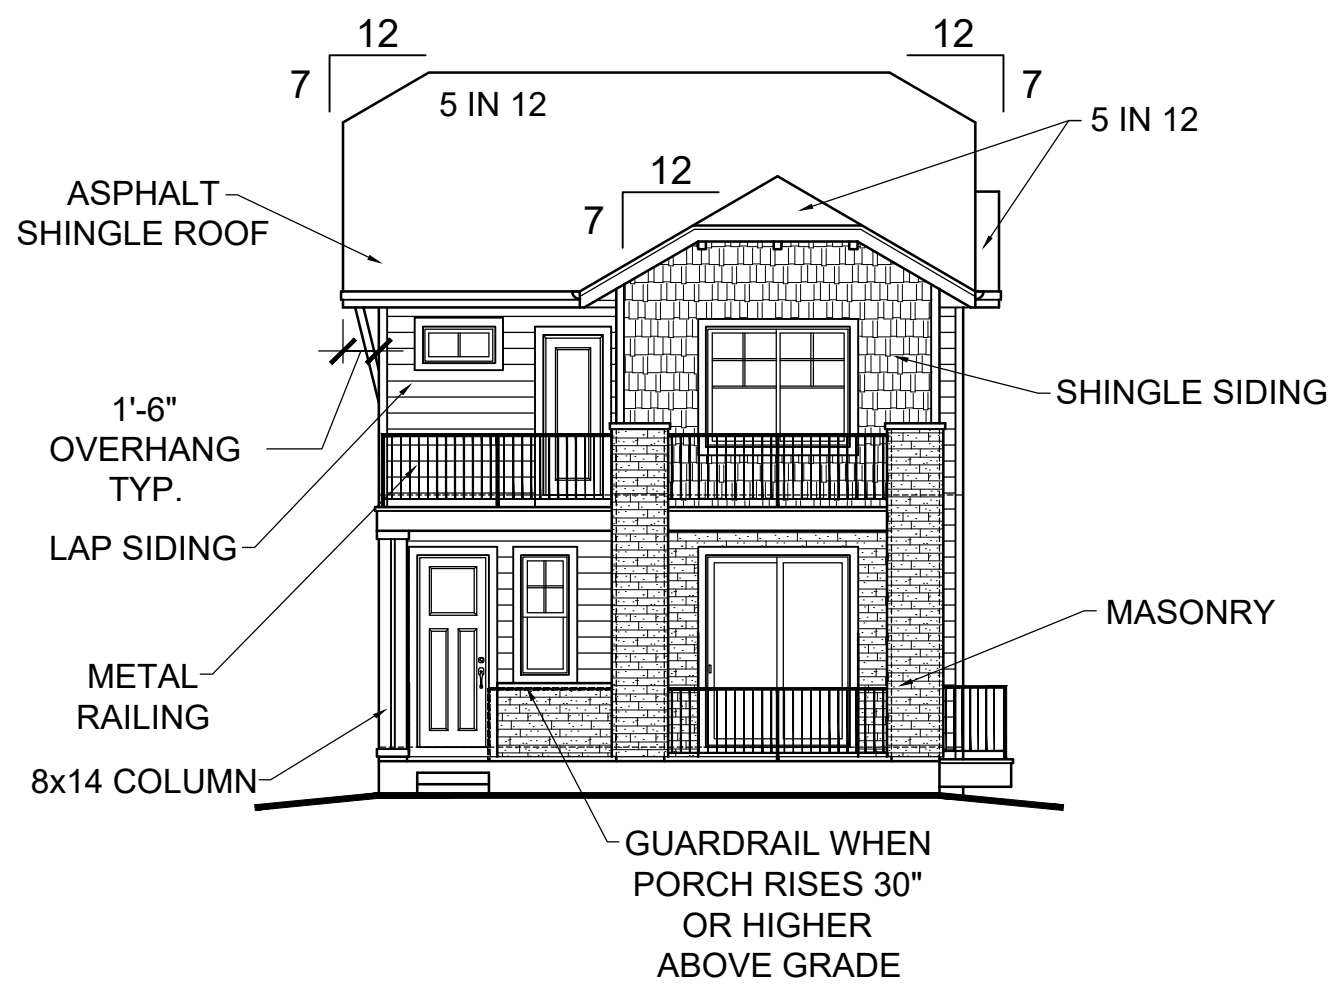 12
12
7
7
5 IN 12
5 IN 12
12
7
ASPHALT
SHINGLE ROOF
1'-6"
OVERHANG
TYP.
SHINGLE SIDING
LAP SIDING
MASONRY
METAL
RAILING
8x14 COLUMN
GUARDRAIL WHEN
PORCH RISES 30"
OR HIGHER
ABOVE GRADE